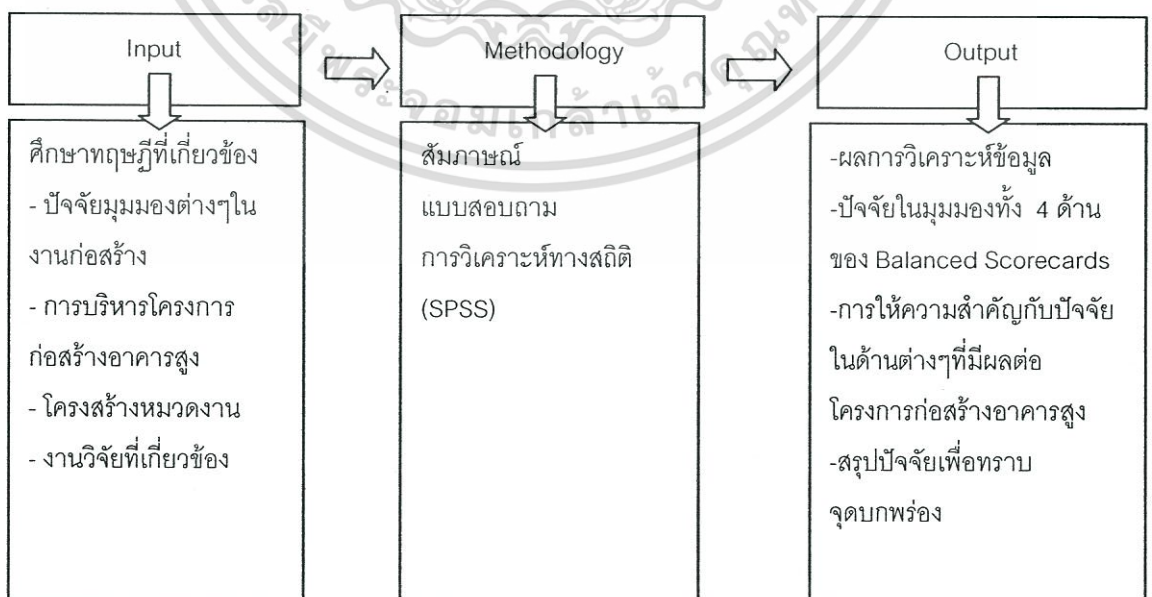 Input
Methodology
Output
ศึกษาทฤษฎีที่เกี่ยวข้อง
- ปัจจัยมุมมองต่างๆใน
งานก่อสร้าง
- การบริหารโครงการ
ก่อสร้างอาคารสูง
- โครงสร้างหมวดงาน
- งานวิจัยที่เกี่ยวข้อง
สัมภาษณ์
แบบสอบถาม
การวิเคราะห์ทางสถิติ
(SPSS)
-ผลการวิเคราะห์ข้อมูล
-ปัจจัยในมุมมองทั้ง 4 ด้าน
ของ Balanced Scorecards
-การให้ความสำคัญกับปัจจัย
ในด้านต่างๆที่มีผลต่อ
โครงการก่อสร้างอาคารสูง
-สรุปปัจจัยเพื่อทราบ
จุดบกพร่อง